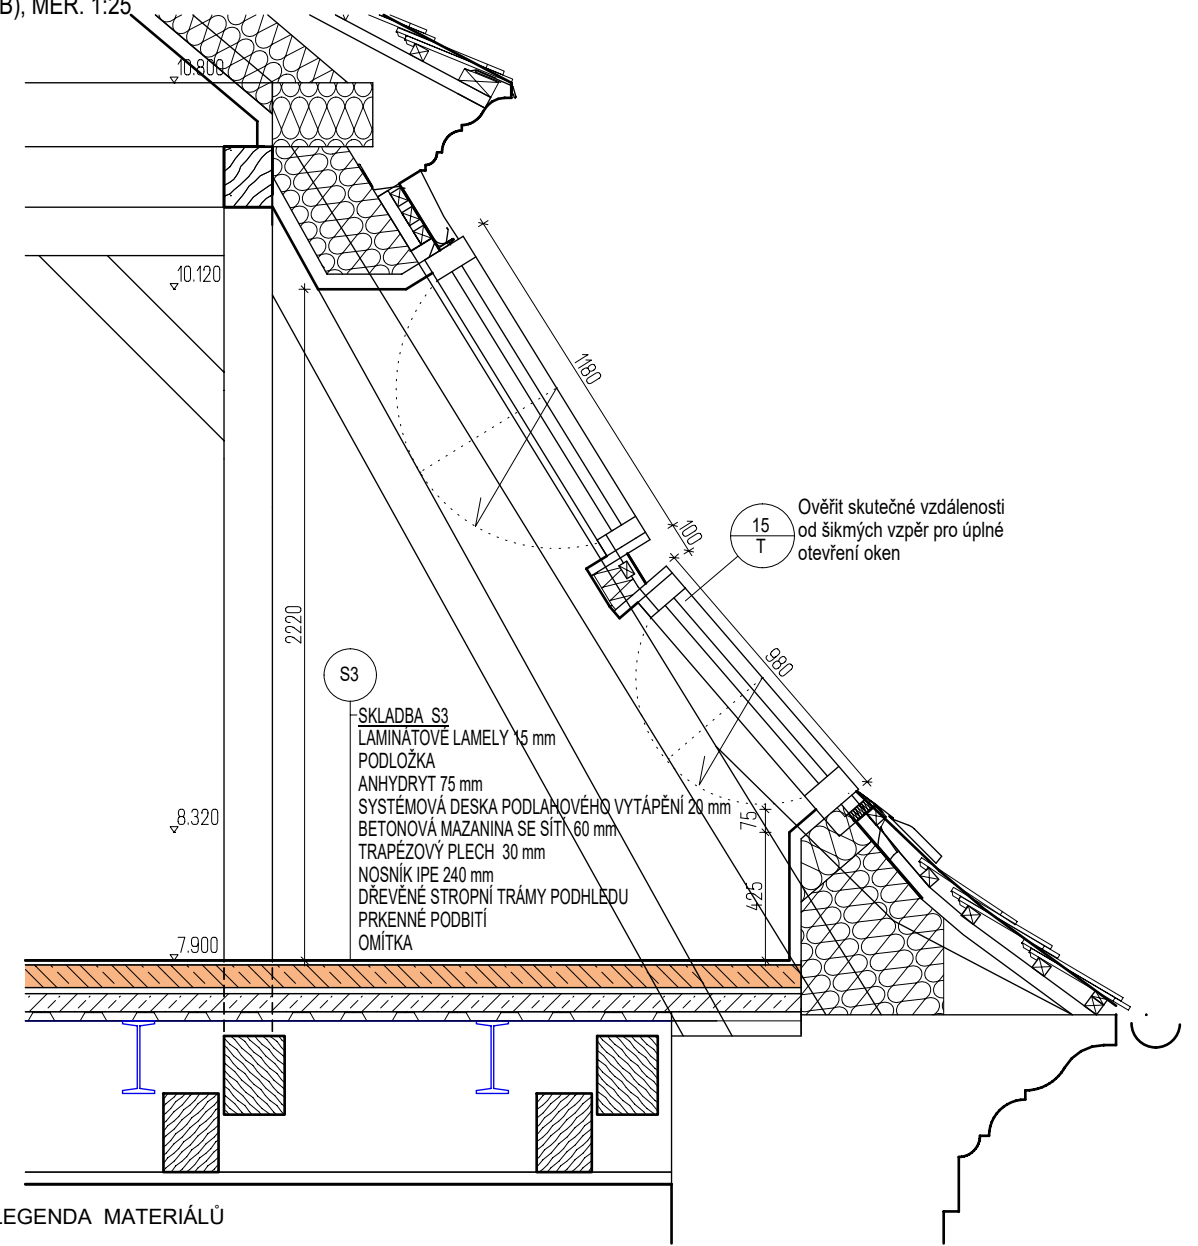 B), MĚŘ. 1:25
10.800
10.120
1180
100
15
T
Ověřit skutečné vzdálenosti
od šikmých vzpěr pro úplné
otevření oken
2220
980
S3
SKLADBA S3
LAMINÁTOVÉ LAMELY 15 mm
PODLOŽKA
ANHYDRYT 75 mm
SYSTÉMOVÁ DESKA PODLAHOVÉHO VYTÁPĚNÍ 20 mm
BETONOVÁ MAZANINA SE SÍTÍ 60 mm
TRAPÉZOVÝ PLECH 30 mm
NOSNÍK IPE 240 mm
DŘEVĚNÉ STROPNÍ TRÁMY PODHLEDU
PRKENNÉ PODBITÍ
OMÍTKA
8.320
75
425
7.900
LEGENDA MATERIÁLŮ